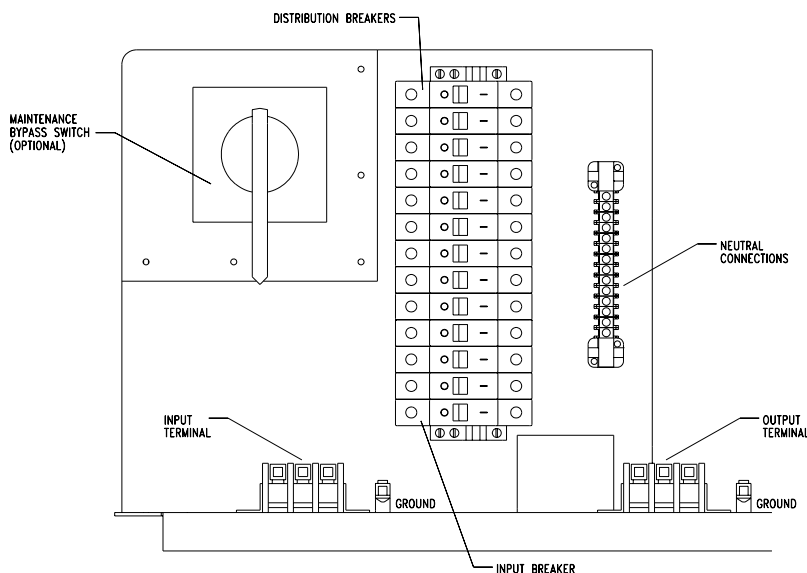 DISTRIBUTION BREAKERS
MAINTENANCE
BYPASS SWITCH
(OPTIONAL)
NEUTRAL
CONNECTIONS
INPUT
TERMINAL
OUTPUT
TERMINAL
GROUND
GROUND
INPUT BREAKER